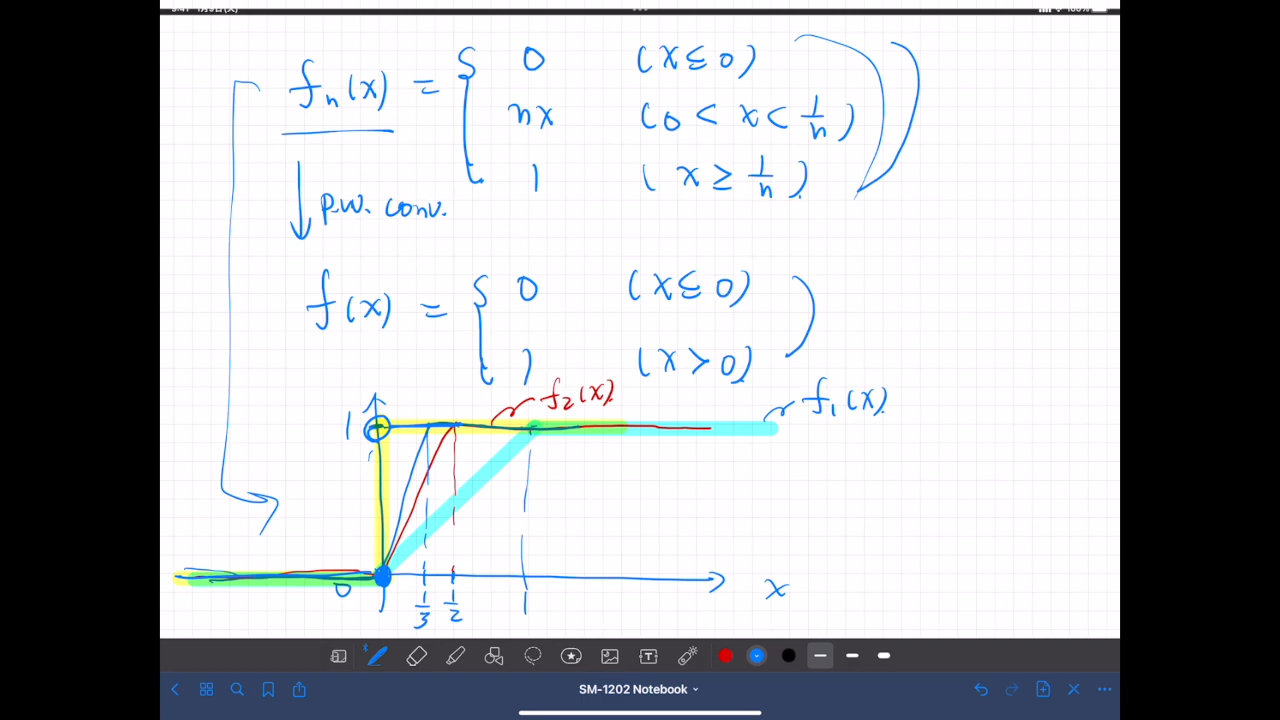 fₙ(x) = { 0 (x ≤ 0)
nx (0 < x < 1/n)
1 (x ≥ 1/n)
↓ p.w. conv.
f(x) = { 0 (x ≤ 0)
1 (x > 0)
f₂(x)
f₁(x)
1
0 1/3 1/2 1 x
SM-1202 Notebook